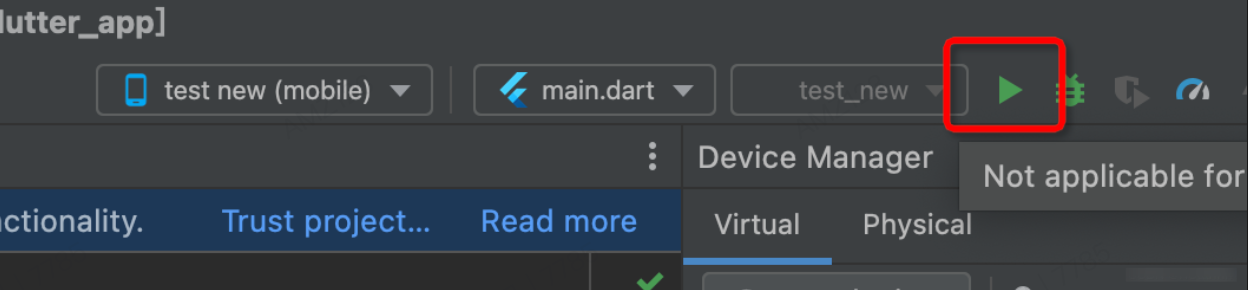 lutter_app]
test new (mobile)
main.dart
test_new
Device Manager
Not applicable for
nctionality.
Trust project...
Read more
Virtual
Physical